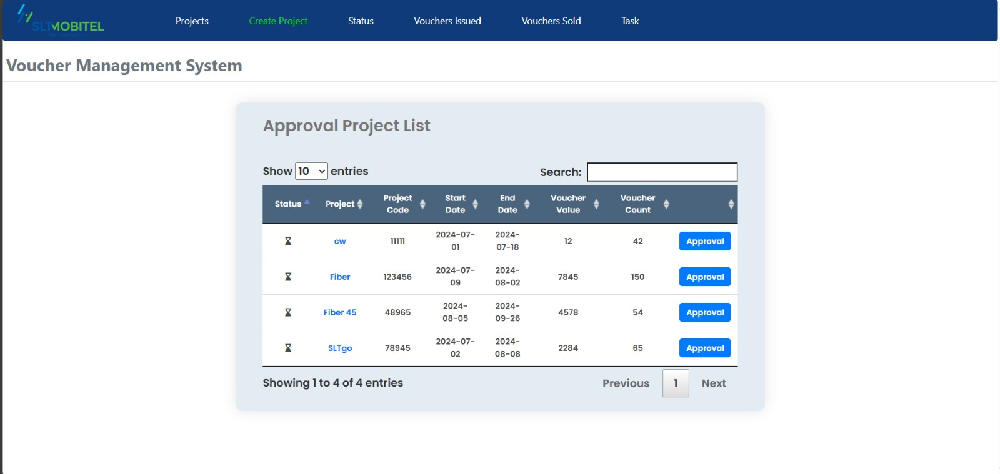 SLTMOBITEL
Projects Create Project Status Vouchers Issued Vouchers Sold Task
Voucher Management System
Approval Project List
Show 10 entries Search:
Status Project Project Code Start Date End Date Voucher Value Voucher Count
cw 11111 2024-07-01 2024-07-18 12 42 Approval
Fiber 123456 2024-07-09 2024-08-02 7845 150 Approval
Fiber 45 48965 2024-08-05 2024-09-26 4578 54 Approval
SLTgo 78945 2024-07-02 2024-08-08 2284 65 Approval
Showing 1 to 4 of 4 entries Previous 1 Next